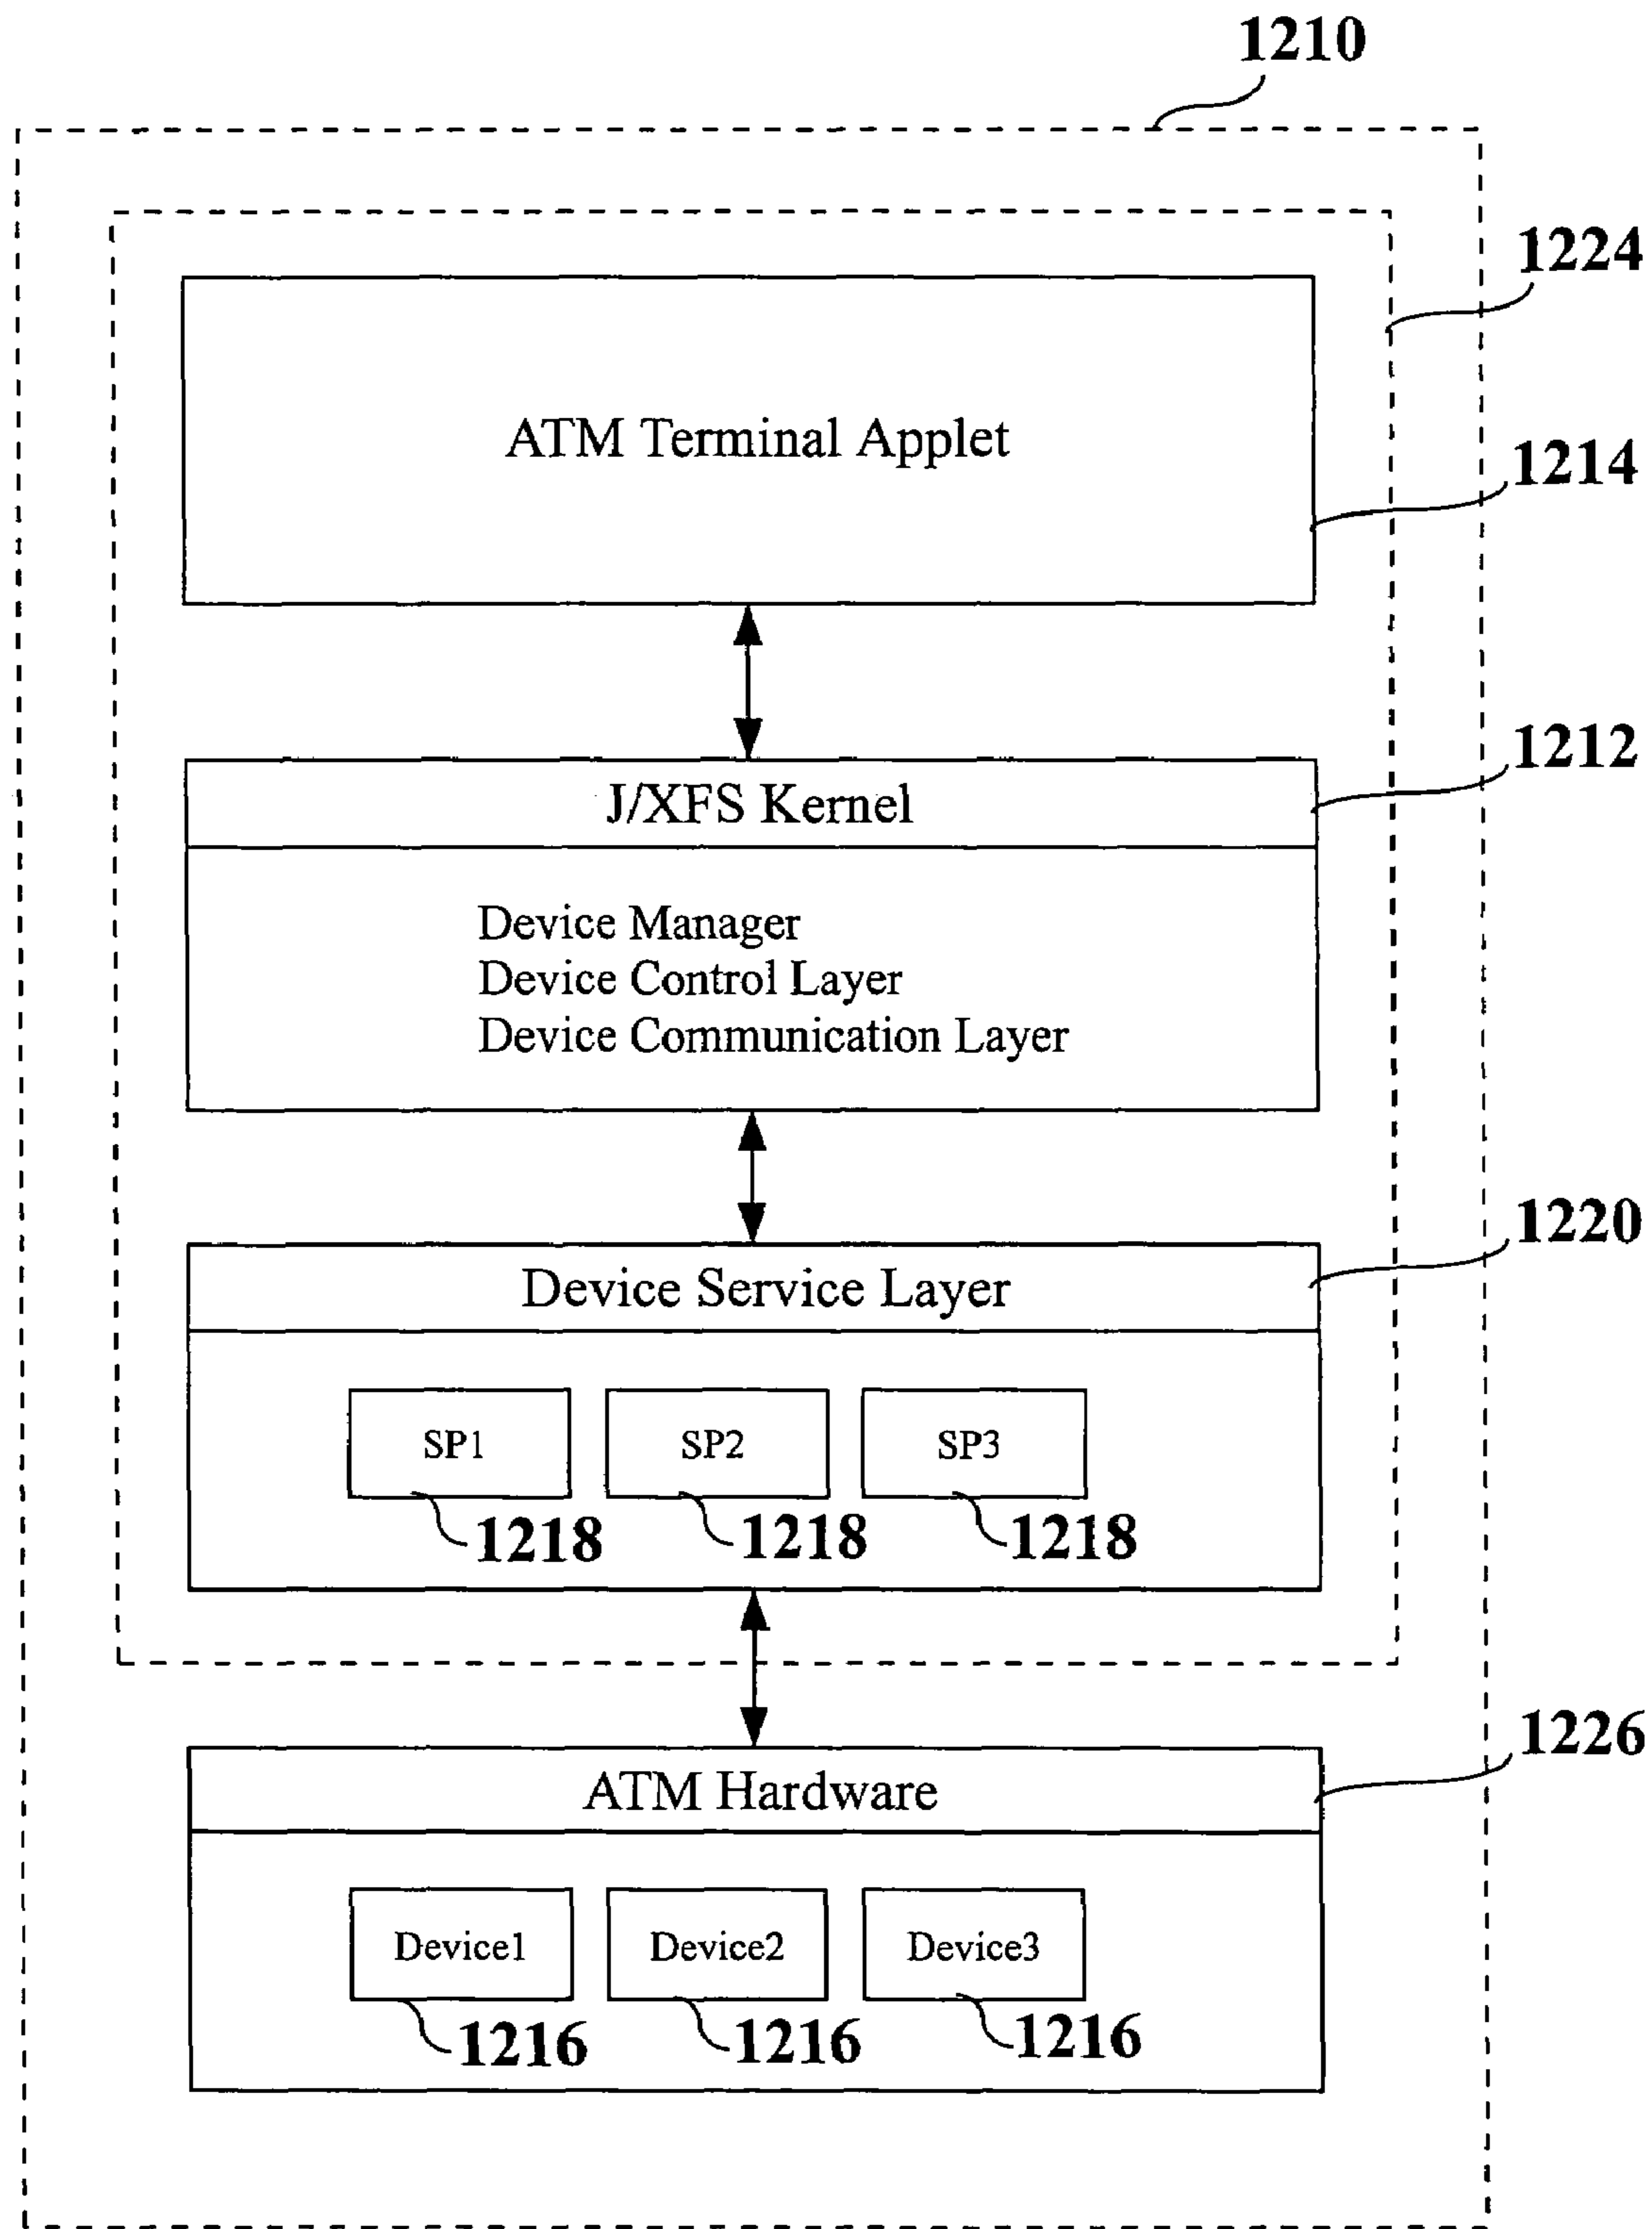 1210
1224
ATM Terminal Applet
1214
1212
J/XFS Kernel
Device Manager
Device Control Layer
Device Communication Layer
1220
Device Service Layer
SP1 SP2 SP3
1218 1218 1218
1226
ATM Hardware
Device1 Device2 Device3
1216 1216 1216